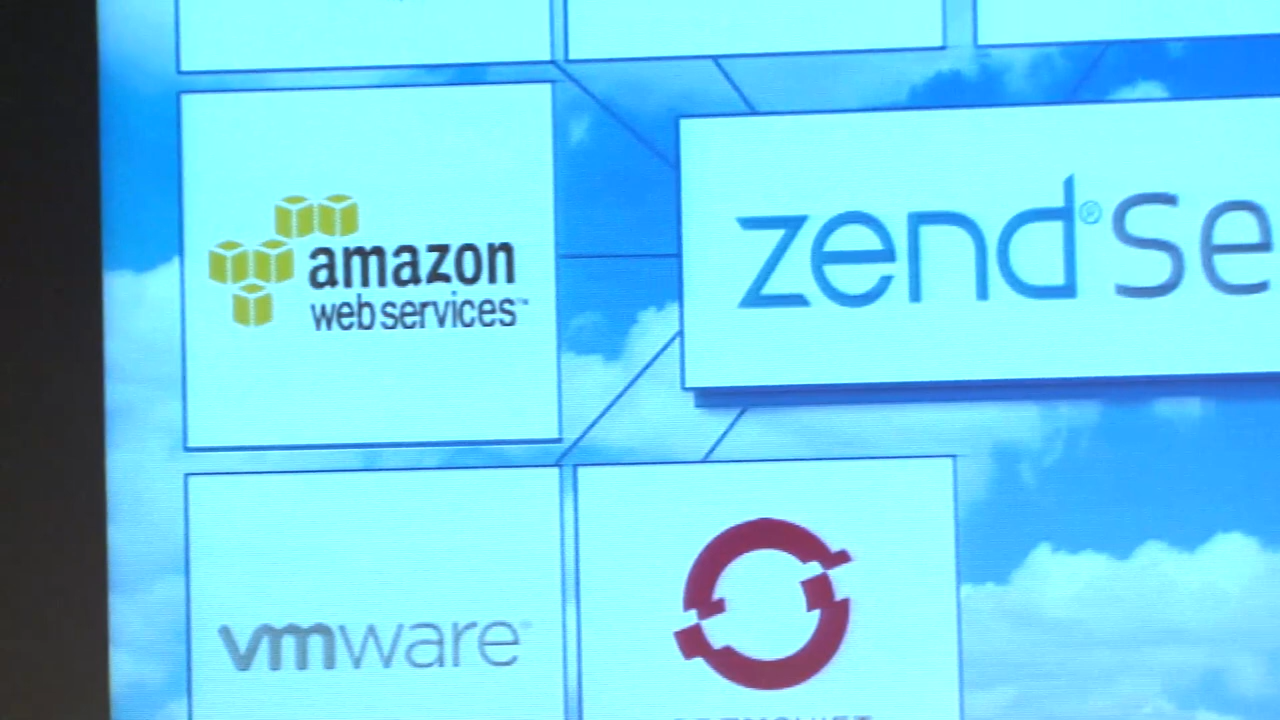 amazon
web services™
zend® Se
vmware®